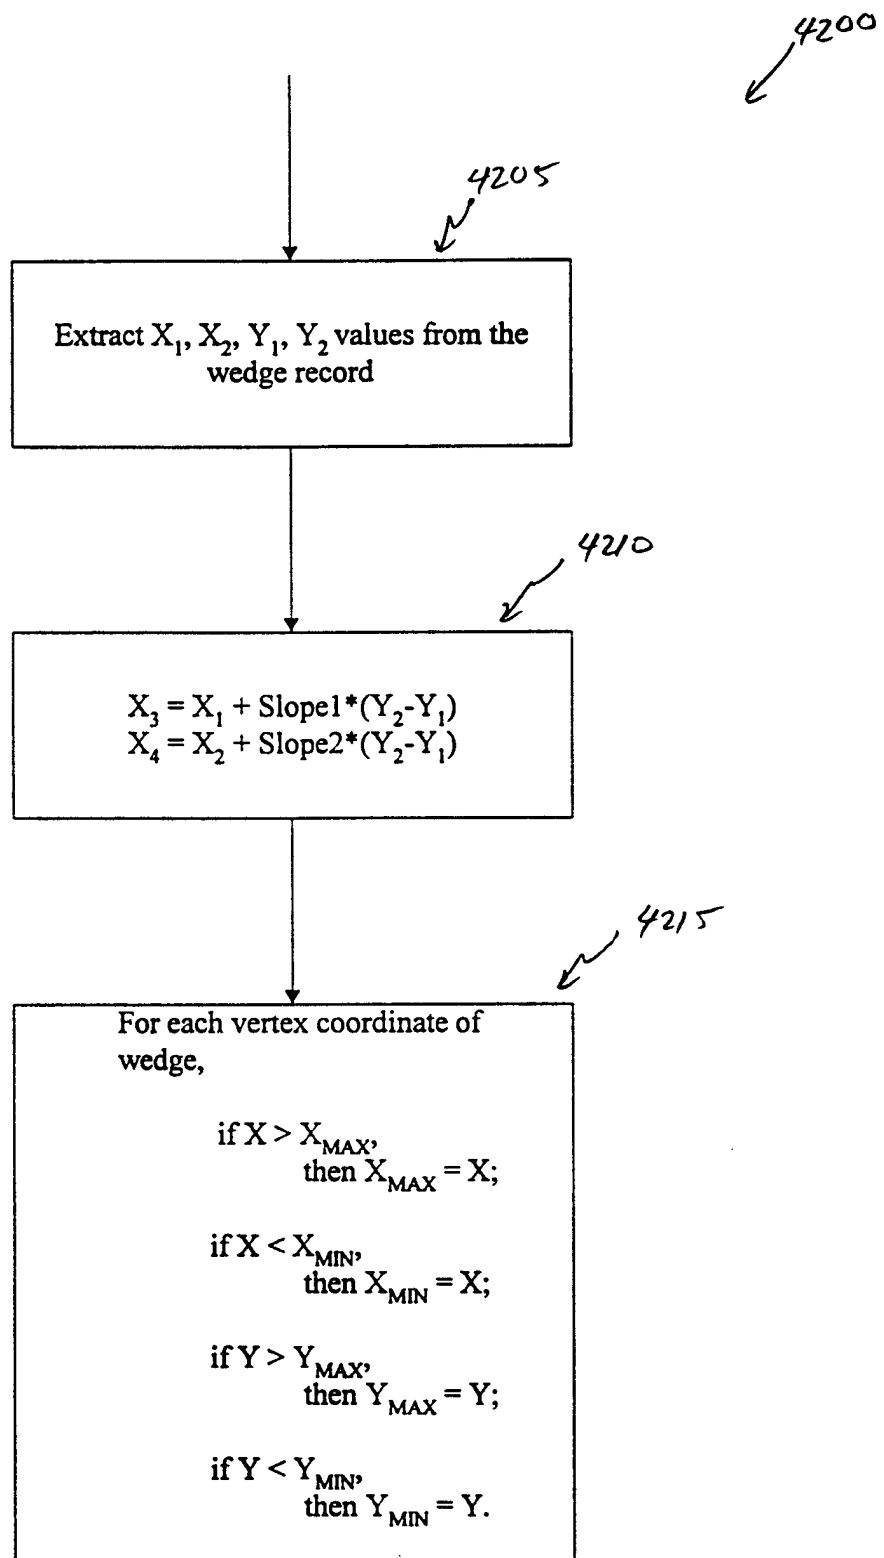 4200
4205
Extract X₁, X₂, Y₁, Y₂ values from the
wedge record
4210
X₃ = X₁ + Slope1*(Y₂-Y₁)
X₄ = X₂ + Slope2*(Y₂-Y₁)
4215
For each vertex coordinate of
wedge,
if X > X_MAX,
then X_MAX = X;
if X < X_MIN,
then X_MIN = X;
if Y > Y_MAX,
then Y_MAX = Y;
if Y < Y_MIN,
then Y_MIN = Y.